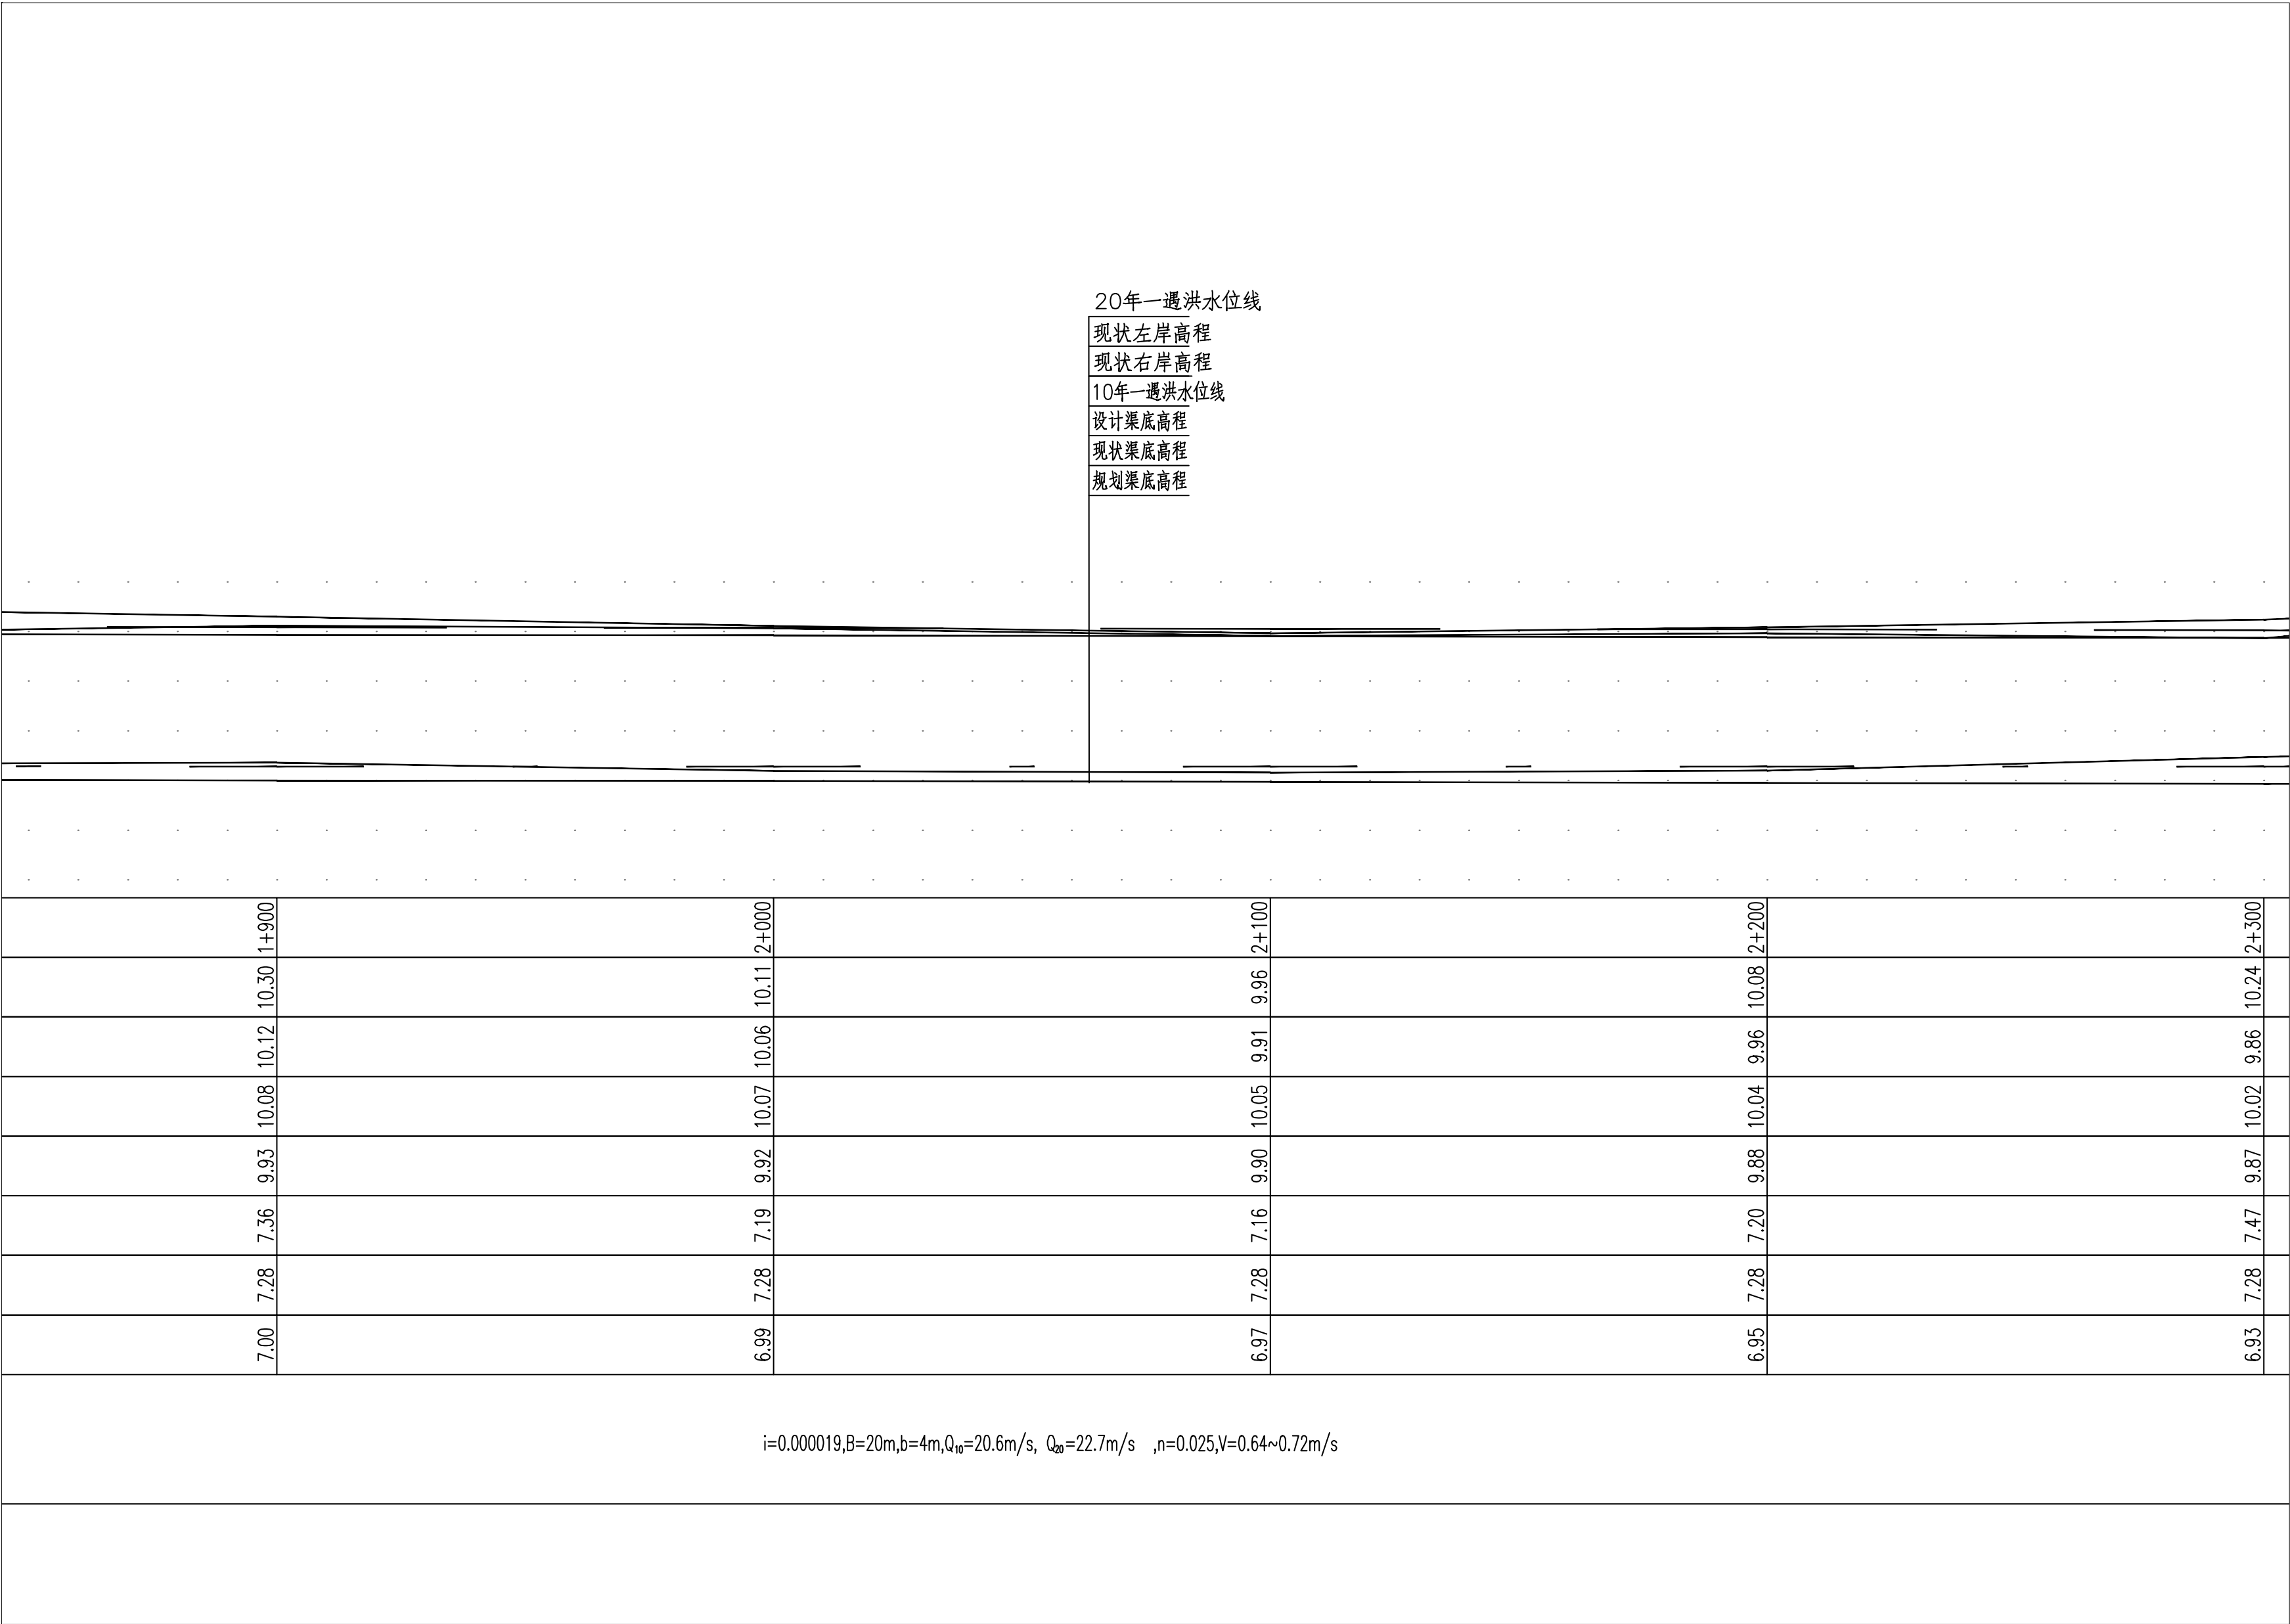 20年一遇洪水位线
现状左岸高程
现状右岸高程
10年一遇洪水位线
设计渠底高程
现状渠底高程
规划渠底高程
1+900 2+000 2+100 2+200 2+300
10.30 10.11 9.96 10.08 10.24
10.12 10.06 9.91 9.96 9.86
10.08 10.07 10.05 10.04 10.02
9.93 9.92 9.90 9.88 9.87
7.36 7.19 7.16 7.20 7.47
7.28 7.28 7.28 7.28 7.28
7.00 6.99 6.97 6.95 6.93
i=0.000019,B=20m,b=4m,Q₁₀=20.6m/s, Q₂₀=22.7m/s ,n=0.025,V=0.64~0.72m/s